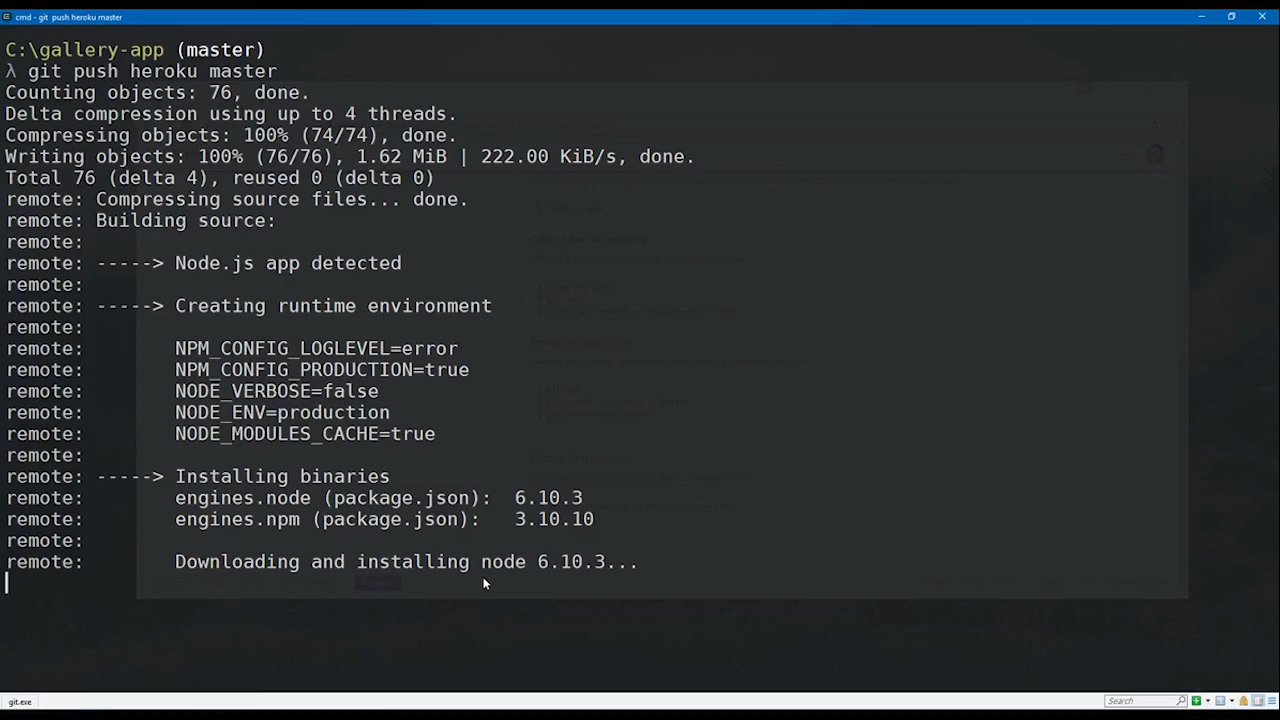 cmd - git  push heroku master
C:\gallery-app (master)
λ git push heroku master
Counting objects: 76, done.
Delta compression using up to 4 threads.
Compressing objects: 100% (74/74), done.
Writing objects: 100% (76/76), 1.62 MiB | 222.00 KiB/s, done.
Total 76 (delta 4), reused 0 (delta 0)
remote: Compressing source files... done.
remote: Building source:
remote:
remote: -----> Node.js app detected
remote:
remote: -----> Creating runtime environment
remote:
remote:        NPM_CONFIG_LOGLEVEL=error
remote:        NPM_CONFIG_PRODUCTION=true
remote:        NODE_VERBOSE=false
remote:        NODE_ENV=production
remote:        NODE_MODULES_CACHE=true
remote:
remote: -----> Installing binaries
remote:        engines.node (package.json):  6.10.3
remote:        engines.npm (package.json):   3.10.10
remote:
remote:        Downloading and installing node 6.10.3...
git.exe
Search